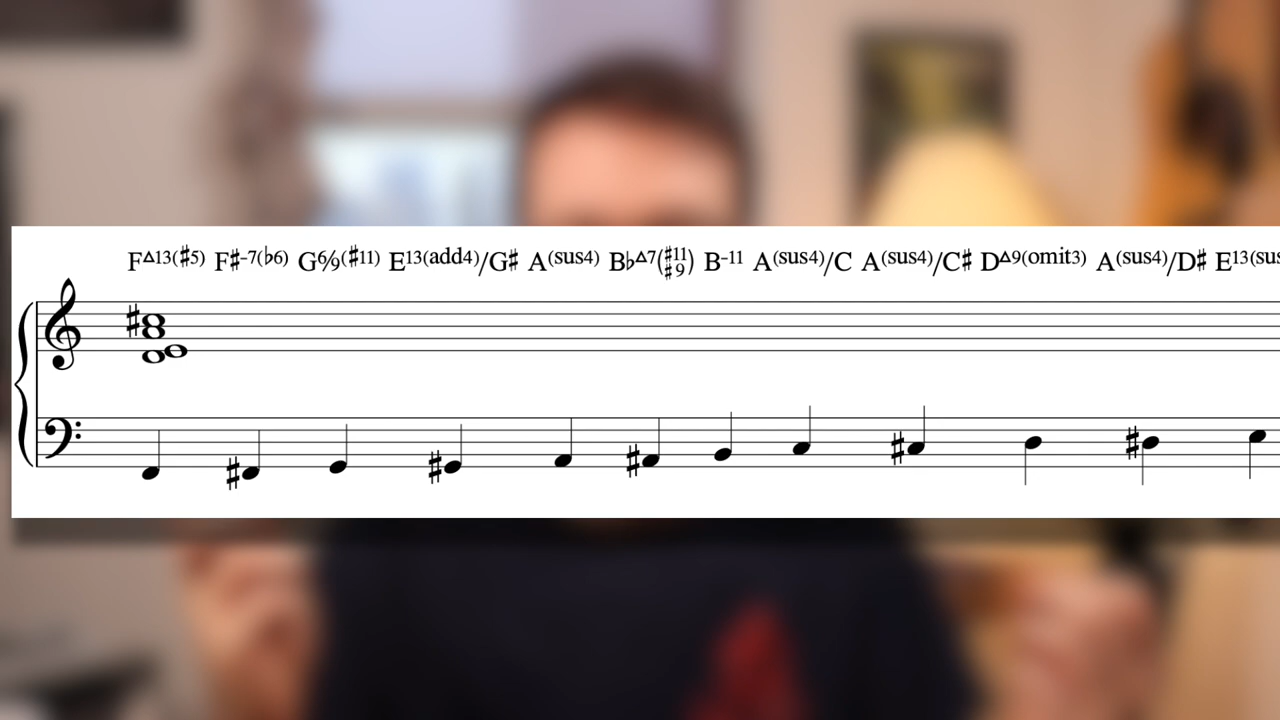 F△13(♯5) F♯–7(♭6) G6/9(♯11) E13(add4)/G♯ A(sus4) B♭△7(♯11 ♯9) B–11 A(sus4)/C A(sus4)/C♯ D△9(omit3) A(sus4)/D♯ E13(sus